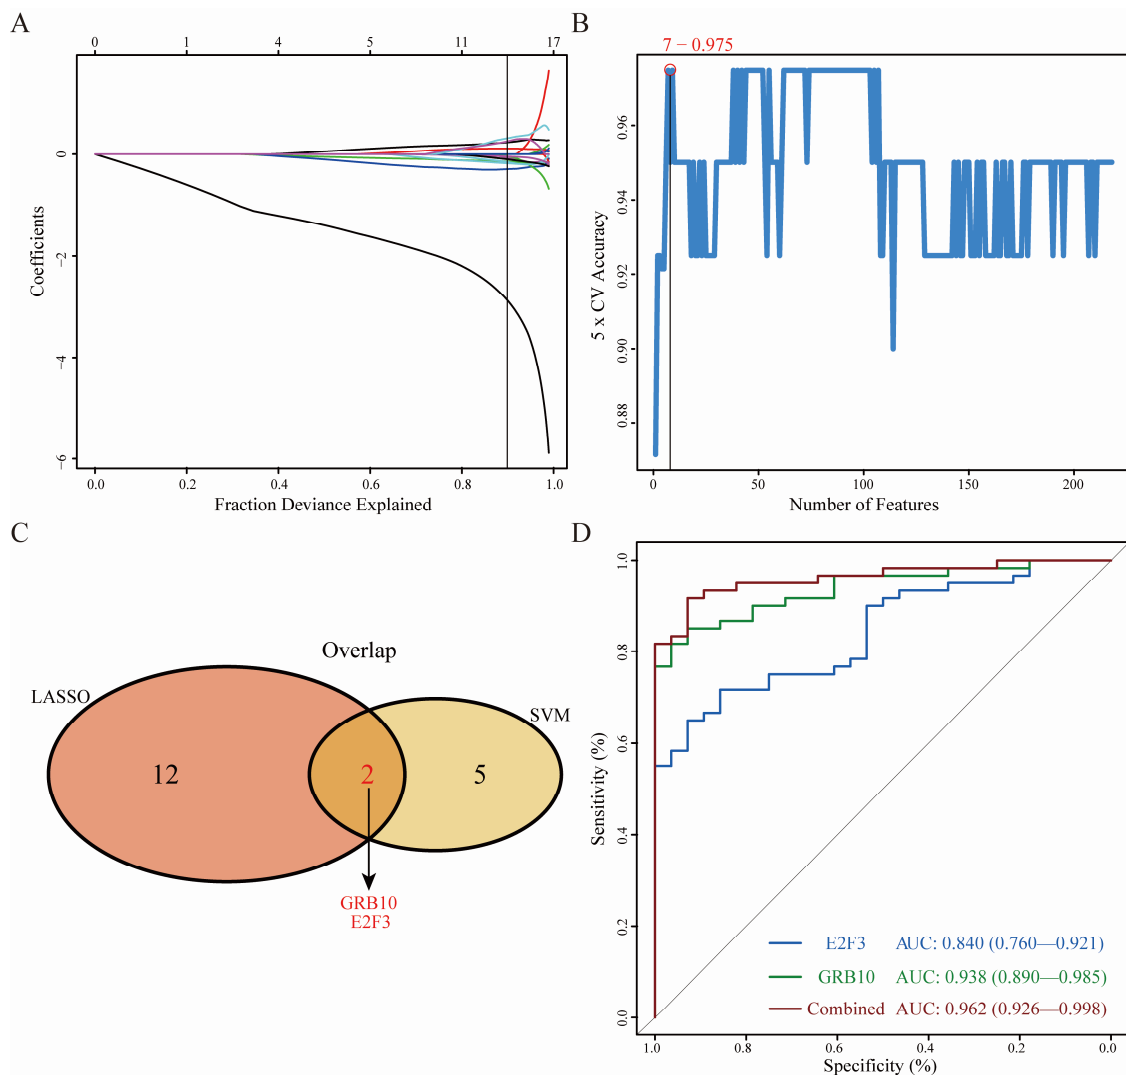 A
0 1 4 5 11 17
0
−2
−4
−6
Coefficients
0.0 0.2 0.4 0.6 0.8 1.0
Fraction Deviance Explained
B
7 − 0.975
0.96
0.94
0.92
0.90
0.88
5 x CV Accuracy
0 50 100 150 200
Number of Features
C
Overlap
LASSO
SVM
12
2
5
GRB10
E2F3
D
1.0
0.8
0.6
0.4
0.2
0.0
Sensitivity (%)
E2F3 AUC: 0.840 (0.760—0.921)
GRB10 AUC: 0.938 (0.890—0.985)
Combined AUC: 0.962 (0.926—0.998)
1.0 0.8 0.6 0.4 0.2 0.0
Specificity (%)